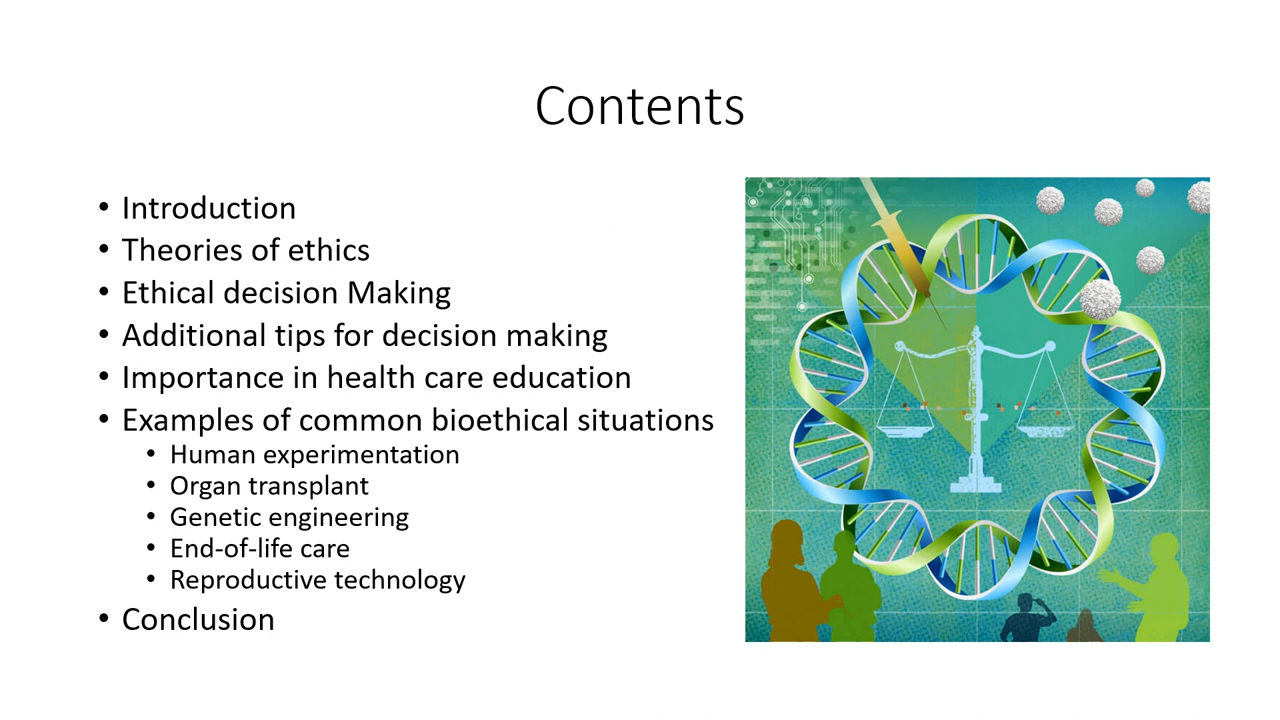 Contents
• Introduction
• Theories of ethics
• Ethical decision Making
• Additional tips for decision making
• Importance in health care education
• Examples of common bioethical situations
• Human experimentation
• Organ transplant
• Genetic engineering
• End-of-life care
• Reproductive technology
• Conclusion